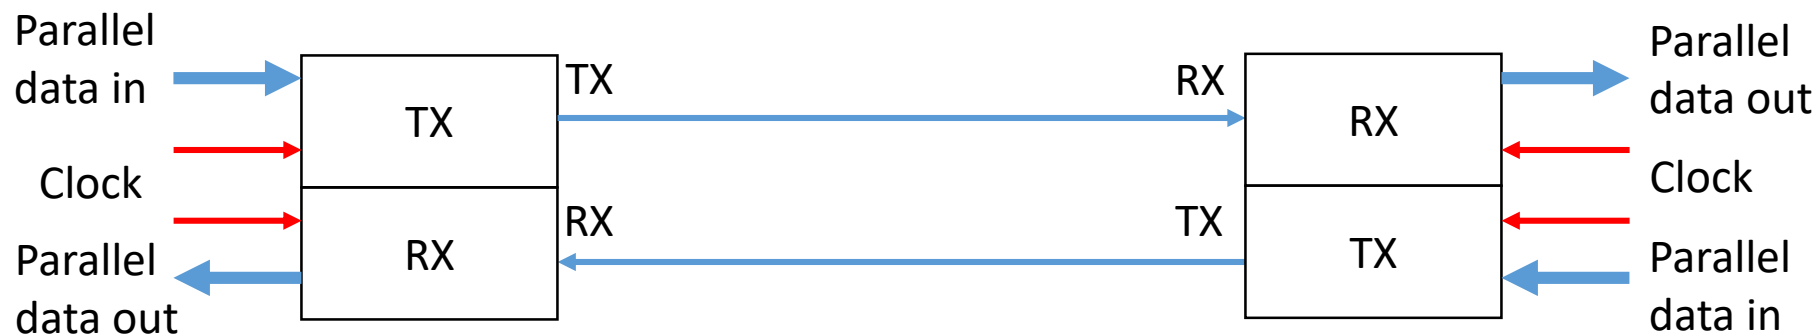 Parallel
data in
Clock
Parallel
data out
TX
RX
TX
RX
RX
TX
RX
TX
Parallel
data out
Clock
Parallel
data in